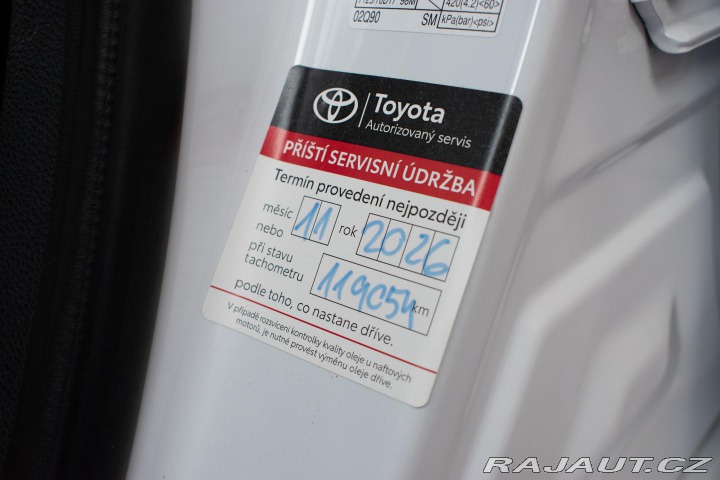 420(4.2)<60>
02Q90 SM kPa(bar)<psi>
Toyota
Autorizovaný servis
PŘÍŠTÍ SERVISNÍ ÚDRŽBA
Termín provedení nejpozději
měsíc 11 rok 2026
nebo
při stavu
tachometru 119054 km
podle toho, co nastane dříve.
V případě rozsvícení kontrolky kvality oleje u naftových
motorů, je nutné provést výměnu oleje dříve.
RAJAUT.CZ